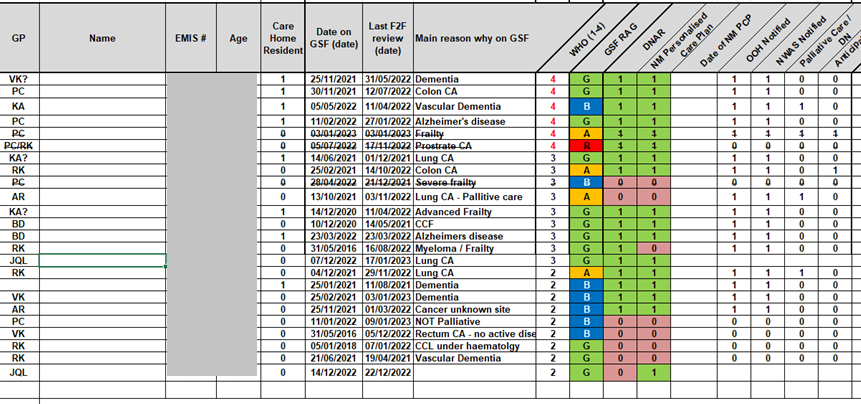 GP Name EMIS # Age Care Home Resident Date on GSF (date) Last F2F review (date) Main reason why on GSF WHO (1-4) GSF RAG DNAR NM Personalised Care Plan Date of NM PCP OOH Notified NWAS Notified Palliative Care / DN
VK? 1 25/11/2021 31/05/2022 Dementia 4 G 1 1 1 1 0 0
PC 1 30/11/2021 12/07/2022 Colon CA 4 G 1 1 1 1 0 0
KA 1 05/05/2022 11/04/2022 Vascular Dementia 4 B 1 1 1 1 1 0
PC 1 11/02/2022 27/01/2022 Alzheimer's disease 4 G 1 1 1 1 0 0
PC 0 03/01/2023 03/01/2023 Frailty 4 A 1 1 1 1 1 1
PC/RK 0 05/07/2022 17/11/2022 Prostrate CA 4 R 1 1 0 0 0 0
KA? 1 14/06/2021 01/12/2021 Lung CA 3 G 1 1 1 1 0 0
RK 0 25/02/2021 14/10/2022 Colon CA 3 A 1 1 1 1 0 1
PC 0 28/04/2022 21/12/2021 Severe frailty 3 B 0 0 0 0 0 0
AR 0 13/10/2021 03/11/2022 Lung CA - Pallitive care 3 A 0 0 1 1 1 0
KA? 1 14/12/2020 11/04/2022 Advanced Frailty 3 G 1 1 1 1 0 0
BD 0 10/12/2020 14/05/2021 CCF 3 G 1 1 1 1 0 0
BD 1 23/03/2022 23/03/2022 Alzheimers disease 3 G 1 1 1 1 0 0
RK 0 31/05/2016 16/08/2022 Myeloma / Frailty 3 G 1 0 1 1 0 0
JQL 0 07/12/2022 17/01/2023 Lung CA 3 G 1 1
RK 0 04/12/2021 29/11/2022 Lung CA 2 A 1 1 1 1 1 0
1 25/01/2021 11/08/2021 Dementia 2 B 1 1 1 1 0 0
VK 0 25/02/2021 03/01/2023 Dementia 2 B 1 1 1 1 0 0
AR 0 25/11/2021 01/03/2022 Cancer unknown site 2 B 1 1 1 1 0 0
PC 0 11/01/2022 09/01/2023 NOT Palliative 2 B 0 0 0 0 0 0
VK 0 31/05/2016 05/12/2022 Rectum CA - no active dise 2 B 0 0 0 0 0 0
RK 0 05/01/2018 07/01/2022 CCL under haematolgy 2 G 0 0 0 0 0 0
RK 0 21/06/2021 19/04/2021 Vascular Dementia 2 G 0 0 0 0 0 0
JQL 0 14/12/2022 22/12/2022 2 G 0 1